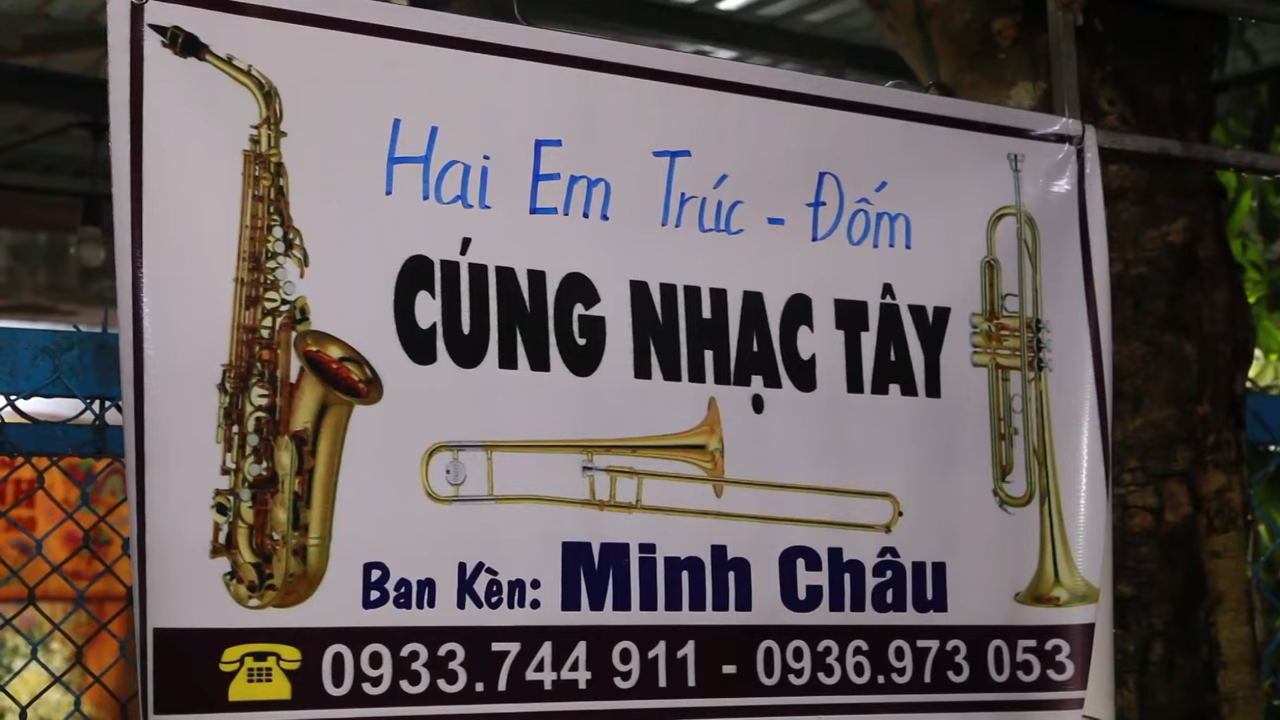 Hai Em Trúc - Đốm
CÚNG NHẠC TÂY
Ban Kèn: Minh Châu
0933.744 911 - 0936.973 053